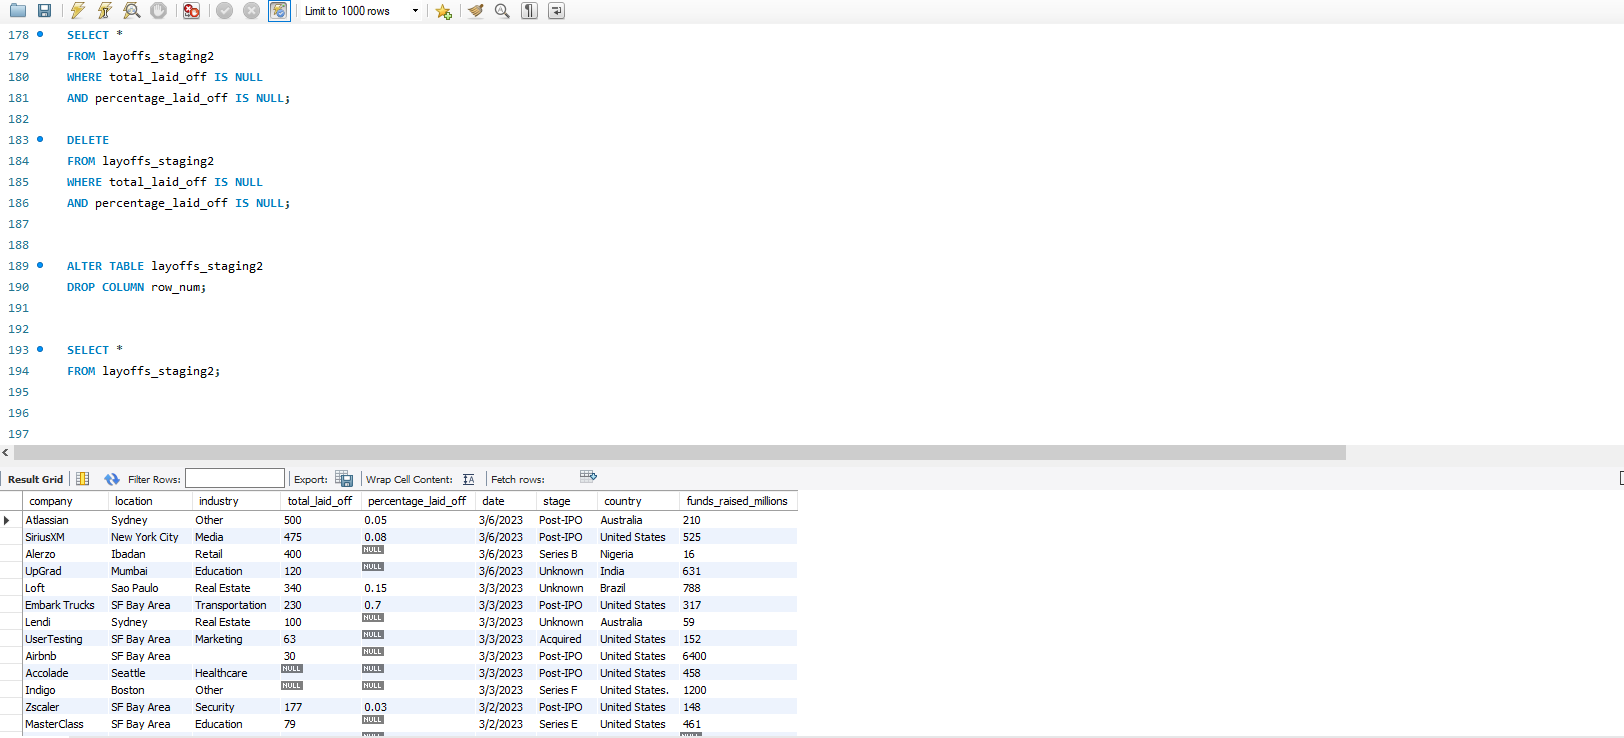 Limit to 1000 rows
178 SELECT *
179 FROM layoffs_staging2
180 WHERE total_laid_off IS NULL
181 AND percentage_laid_off IS NULL;
182
183 DELETE
184 FROM layoffs_staging2
185 WHERE total_laid_off IS NULL
186 AND percentage_laid_off IS NULL;
187
188
189 ALTER TABLE layoffs_staging2
190 DROP COLUMN row_num;
191
192
193 SELECT *
194 FROM layoffs_staging2;
195
196
197
Result Grid Filter Rows: Export: Wrap Cell Content: IA Fetch rows:
company location industry total_laid_off percentage_laid_off date stage country funds_raised_millions
Atlassian Sydney Other 500 0.05 3/6/2023 Post-IPO Australia 210
SiriusXM New York City Media 475 0.08 3/6/2023 Post-IPO United States 525
Alerzo Ibadan Retail 400 NULL 3/6/2023 Series B Nigeria 16
UpGrad Mumbai Education 120 NULL 3/6/2023 Unknown India 631
Loft Sao Paulo Real Estate 340 0.15 3/3/2023 Unknown Brazil 788
Embark Trucks SF Bay Area Transportation 230 0.7 3/3/2023 Post-IPO United States 317
Lendi Sydney Real Estate 100 NULL 3/3/2023 Unknown Australia 59
UserTesting SF Bay Area Marketing 63 NULL 3/3/2023 Acquired United States 152
Airbnb SF Bay Area 30 NULL 3/3/2023 Post-IPO United States 6400
Accolade Seattle Healthcare NULL NULL 3/3/2023 Post-IPO United States 458
Indigo Boston Other NULL NULL 3/3/2023 Series F United States. 1200
Zscaler SF Bay Area Security 177 0.03 3/2/2023 Post-IPO United States 148
MasterClass SF Bay Area Education 79 NULL 3/2/2023 Series E United States 461
NULL NULL